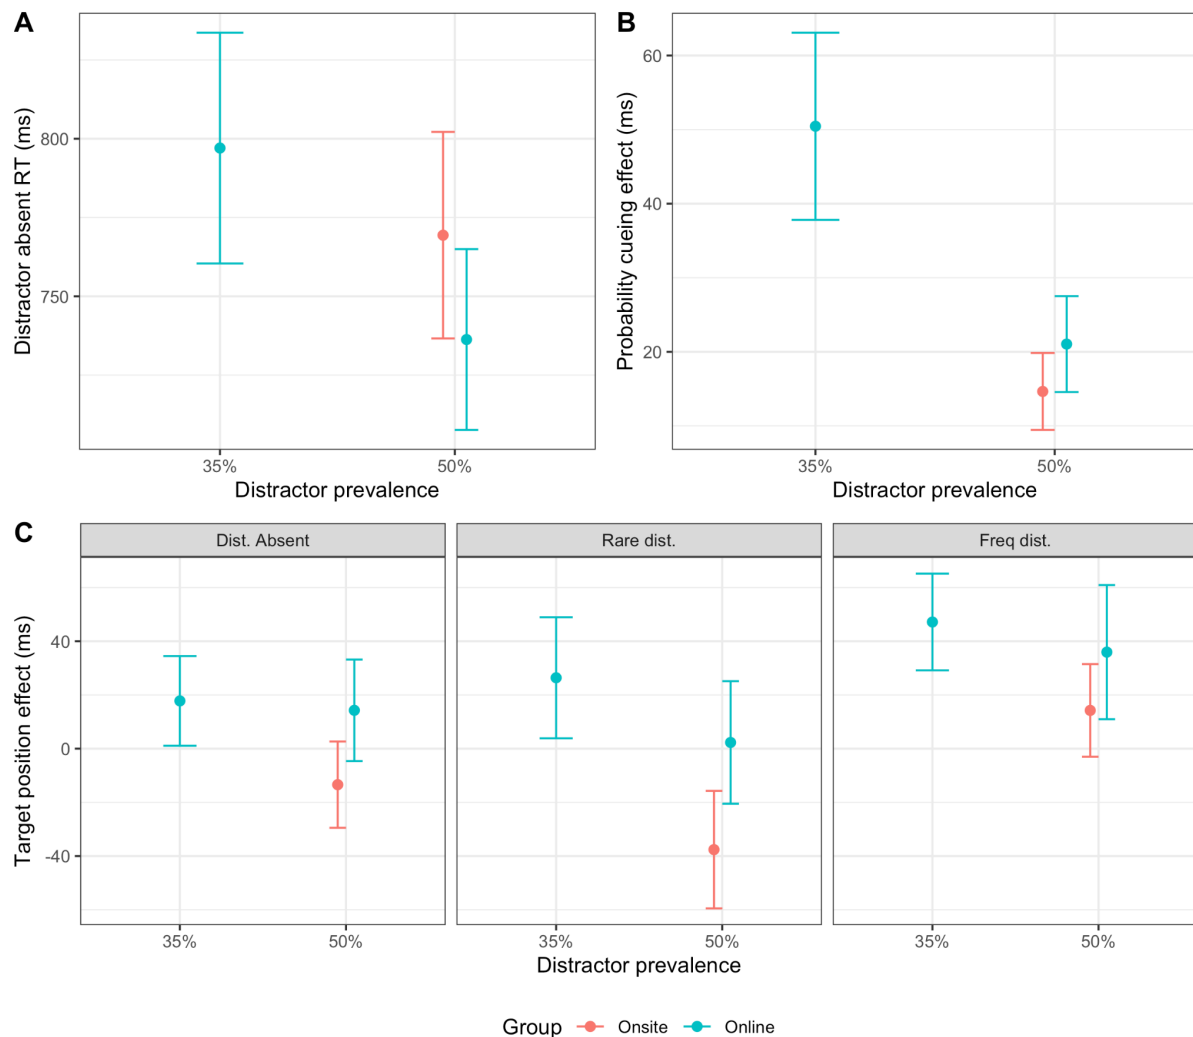 A
Distractor absent RT (ms)
800
750
35%
50%
Distractor prevalence
B
Probability cueing effect (ms)
60
40
20
35%
50%
Distractor prevalence
C
Dist. Absent
Rare dist.
Freq dist.
Target position effect (ms)
40
0
-40
35%
50%
35%
50%
35%
50%
Distractor prevalence
Group Onsite Online